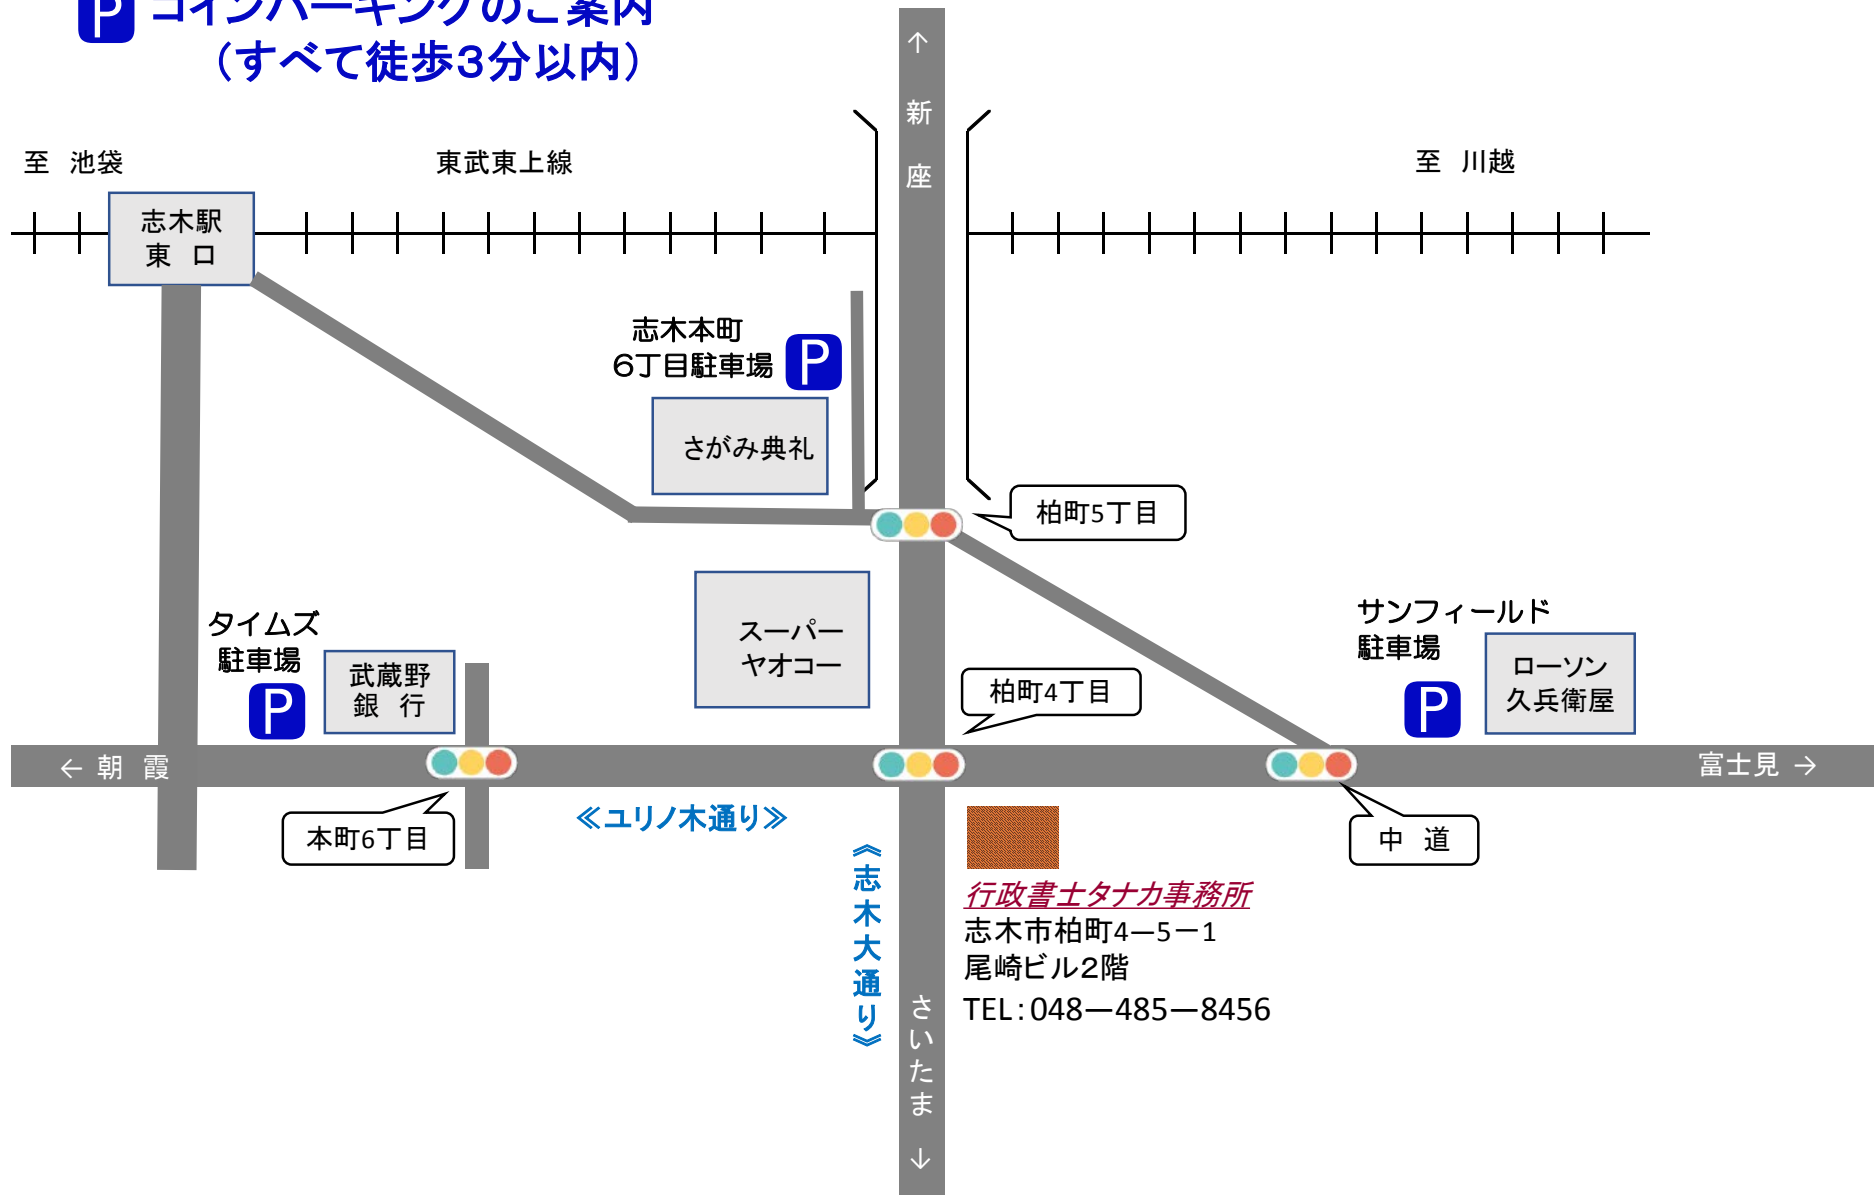 P コインパーキングのご案内
（すべて徒歩３分以内）
↑ 新座
至 池袋
東武東上線
至 川越
志木駅
東 口
志木本町
６丁目駐車場
P
さがみ典礼
柏町5丁目
スーパー
ヤオコー
タイムズ
駐車場
P
武蔵野
銀 行
柏町4丁目
サンフィールド
駐車場
P
ローソン
久兵衛屋
← 朝 霞
富士見 →
本町6丁目
≪ユリノ木通り≫
中 道
《志木大通り》
さいたま ↓
行政書士タナカ事務所
志木市柏町4―5－1
尾崎ビル２階
TEL：048―485―8456